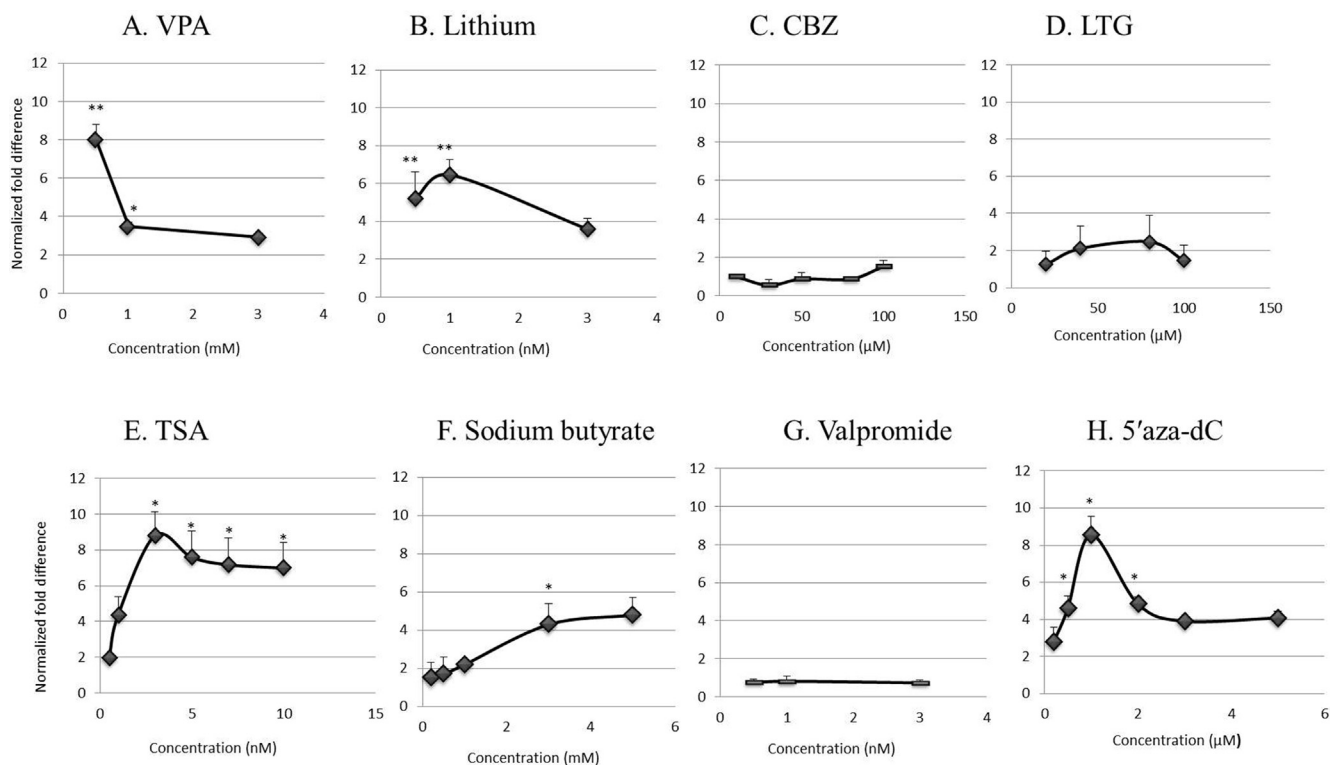 A. VPA
B. Lithium
C. CBZ
D. LTG
Normalized fold difference
12
10
8
6
4
2
0
**
*
0 1 2 3 4
Concentration (mM)
12
10
8
6
4
2
0
**
**
0 1 2 3 4
Concentration (nM)
12
10
8
6
4
2
0
0 50 100 150
Concentration (μM)
12
10
8
6
4
2
0
0 50 100 150
Concentration (μM)
E. TSA
F. Sodium butyrate
G. Valpromide
H. 5′aza-dC
Normalized fold difference
12
10
8
6
4
2
0
* * * *
0 5 10 15
Concentration (nM)
12
10
8
6
4
2
0
*
0 2 4 6
Concentration (mM)
12
10
8
6
4
2
0
0 1 2 3 4
Concentration (nM)
12
10
8
6
4
2
0
*
* *
0 2 4 6
Concentration (μM)